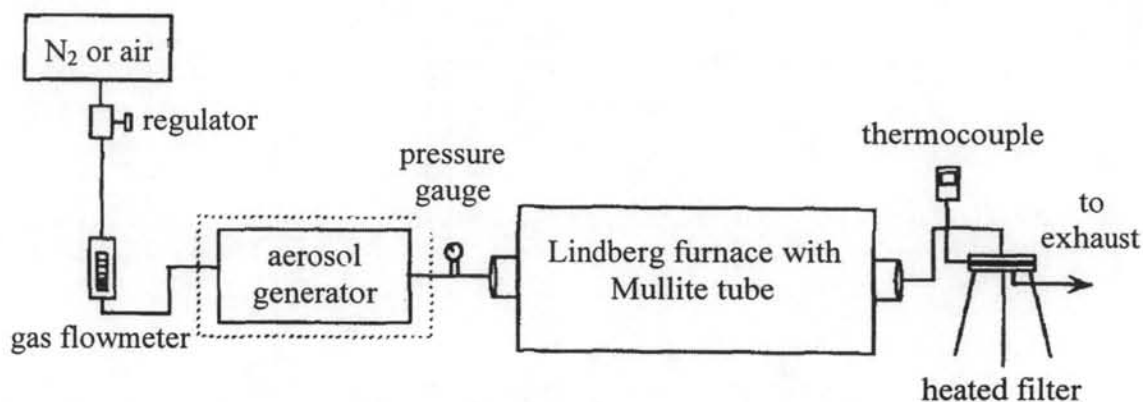 N₂ or air
regulator
gas flowmeter
aerosol
generator
pressure
gauge
Lindberg furnace with
Mullite tube
thermocouple
to
exhaust
heated filter